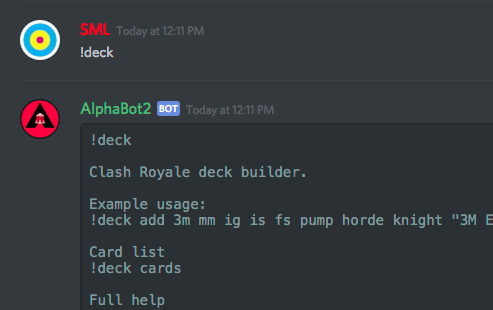 SML Today at 12:11 PM
!deck
AlphaBot2 BOT Today at 12:11 PM
!deck
Clash Royale deck builder.
Example usage:
!deck add 3m mm ig is fs pump horde knight "3M E
Card list
!deck cards
Full help